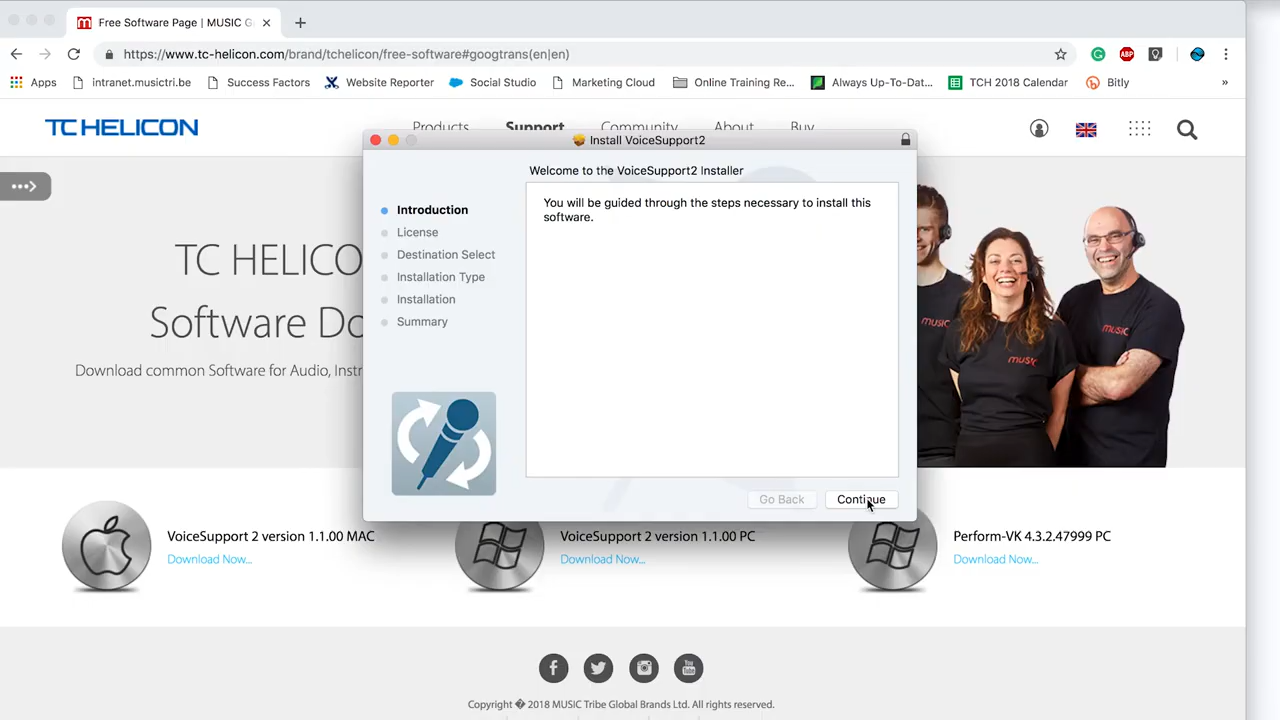 Free Software Page | MUSIC G
https://www.tc-helicon.com/brand/tchelicon/free-software#googtrans(en|en)
ABP
Apps
intranet.musictri.be
Success Factors
Website Reporter
Social Studio
Marketing Cloud
Online Training Re...
Always Up-To-Dat...
TCH 2018 Calendar
Bitly
»
TC HELICON
Products
Support
Community
About
Buy
Install VoiceSupport2
Welcome to the VoiceSupport2 Installer
Introduction
License
Destination Select
Installation Type
Installation
Summary
You will be guided through the steps necessary to install this
software.
Go Back
Continue
TC HELICO
Software Do
Download common Software for Audio, Instr
music
music
music
VoiceSupport 2 version 1.1.00 MAC
Download Now...
VoiceSupport 2 version 1.1.00 PC
Download Now...
Perform-VK 4.3.2.47999 PC
Download Now...
You
Tube
Copyright � 2018 MUSIC Tribe Global Brands Ltd. All rights reserved.